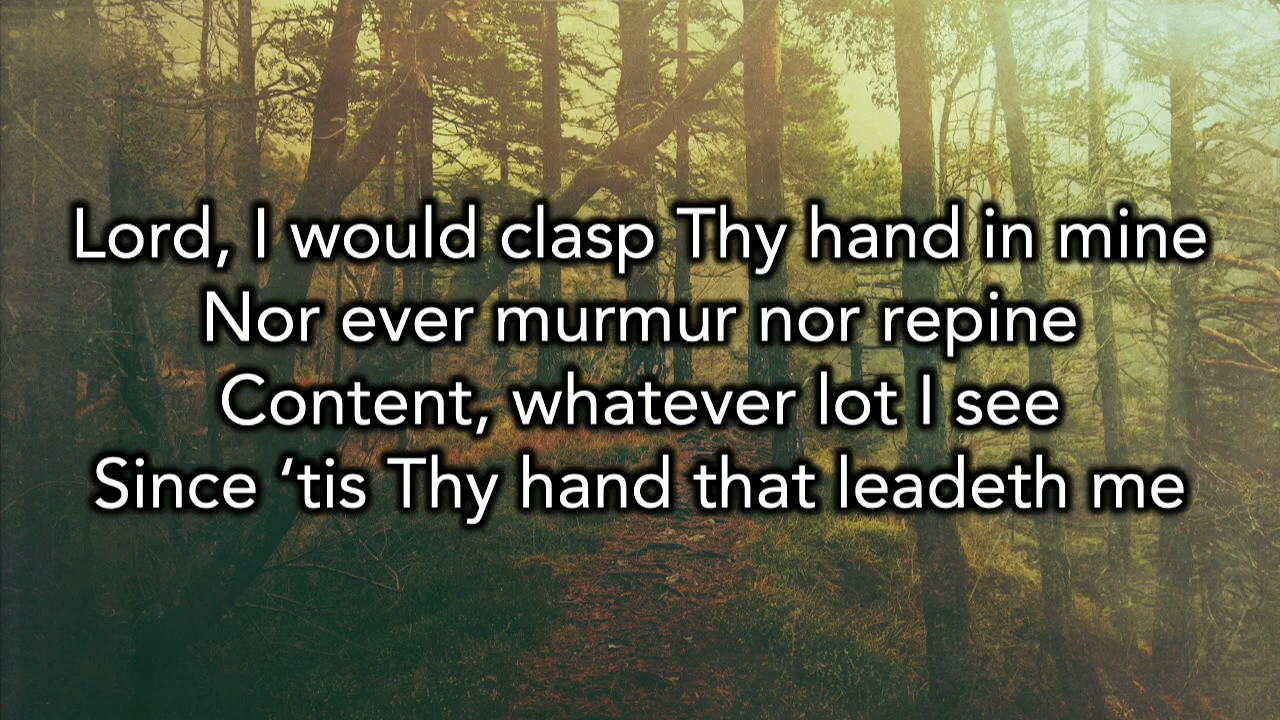 Lord, I would clasp Thy hand in mine
Nor ever murmur nor repine
Content, whatever lot I see
Since ‘tis Thy hand that leadeth me